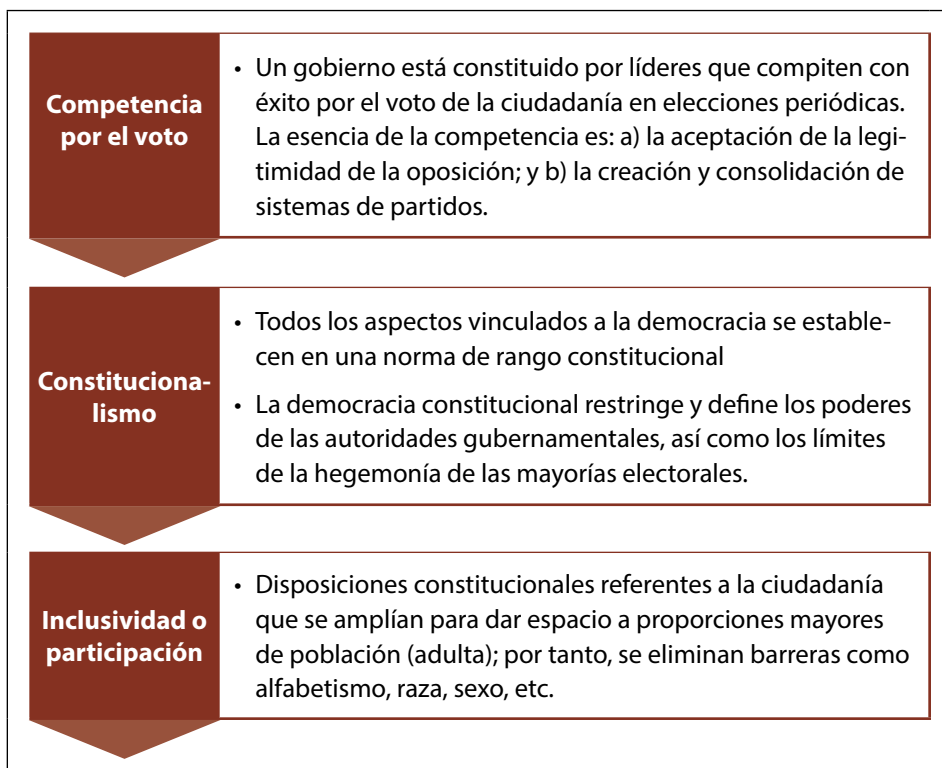 Competencia
por el voto
• Un gobierno está constituido por líderes que compiten con
éxito por el voto de la ciudadanía en elecciones periódicas.
La esencia de la competencia es: a) la aceptación de la legi-
timidad de la oposición; y b) la creación y consolidación de
sistemas de partidos.
Constituciona-
lismo
• Todos los aspectos vinculados a la democracia se estable-
cen en una norma de rango constitucional
• La democracia constitucional restringe y define los poderes
de las autoridades gubernamentales, así como los límites
de la hegemonía de las mayorías electorales.
Inclusividad o
participación
• Disposiciones constitucionales referentes a la ciudadanía
que se amplían para dar espacio a proporciones mayores
de población (adulta); por tanto, se eliminan barreras como
alfabetismo, raza, sexo, etc.